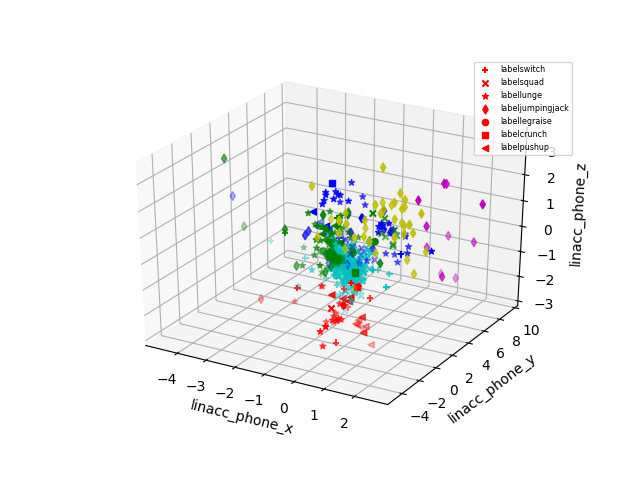 labelswitch
labelsquad
labellunge
labeljumpingjack
labellegraise
labelcrunch
labelpushup
3
2
1
0
−1
−2
−3
linacc_phone_z
10
8
6
4
2
0
−2
−4
linacc_phone_y
−4
−3
−2
−1
0
1
2
linacc_phone_x